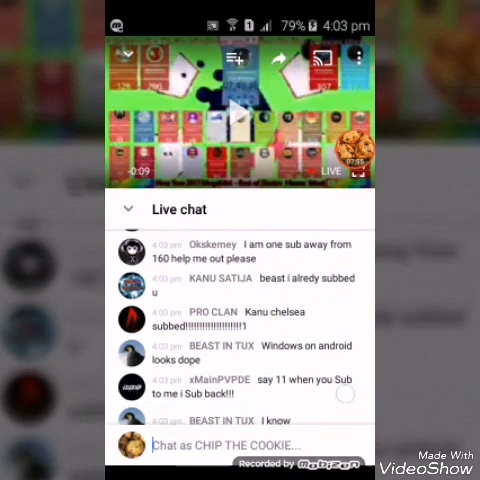 79% 4:03 pm
-0:09 LIVE
Live chat
4:03 pm Okskemey I am one sub away from
160 help me out please
4:03 pm KANU SATIJA beast i alredy subbed
u
4:03 pm PRO CLAN Kanu chelsea
subbed!!!!!!!!!!!!!!!!!!!!!!1
4:03 pm BEAST IN TUX Windows on android
looks dope
4:03 pm xMainPVPDE say 11 when you Sub
to me i Sub back!!!
4:03 pm BEAST IN TUX I know
Chat as CHIP THE COOKIE...
Recorded by mobizen
Made With
VideoShow